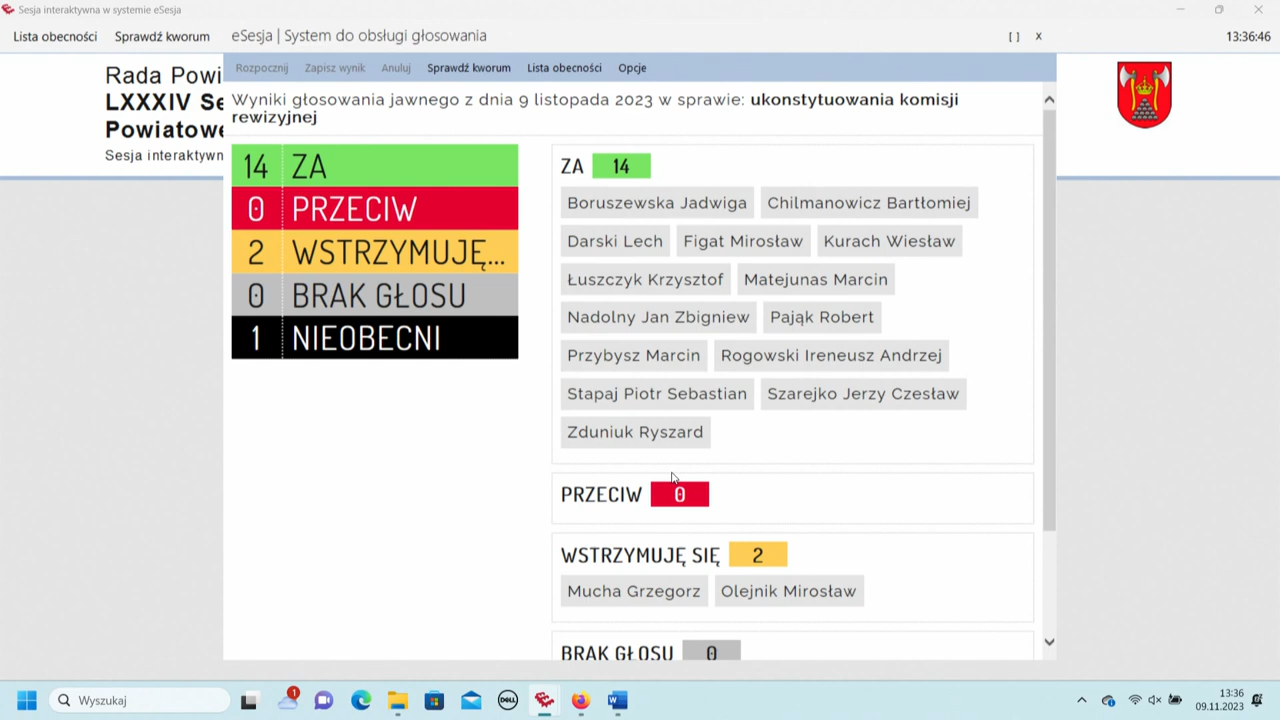 Sesja interaktywna w systemie eSesja
Lista obecności Sprawdź kworum eSesja | System do obsługi głosowania [ ] x 13:36:46
Rozpocznij Zapisz wynik Anuluj Sprawdź kworum Lista obecności Opcje
Rada Powi
LXXXIV Se
Powiatowe
Sesja interaktywn
Wyniki głosowania jawnego z dnia 9 listopada 2023 w sprawie: ukonstytuowania komisji
rewizyjnej
14 ZA
0 PRZECIW
2 WSTRZYMUJĘ...
0 BRAK GŁOSU
1 NIEOBECNI
ZA 14
Boruszewska Jadwiga Chilmanowicz Bartłomiej
Darski Lech Figat Mirosław Kurach Wiesław
Łuszczyk Krzysztof Matejunas Marcin
Nadolny Jan Zbigniew Pająk Robert
Przybysz Marcin Rogowski Ireneusz Andrzej
Stapaj Piotr Sebastian Szarejko Jerzy Czesław
Zduniuk Ryszard
PRZECIW 0
WSTRZYMUJĘ SIĘ 2
Mucha Grzegorz Olejnik Mirosław
BRAK GŁOSU 0
Wyszukaj 1 DELL 13:36
09.11.2023